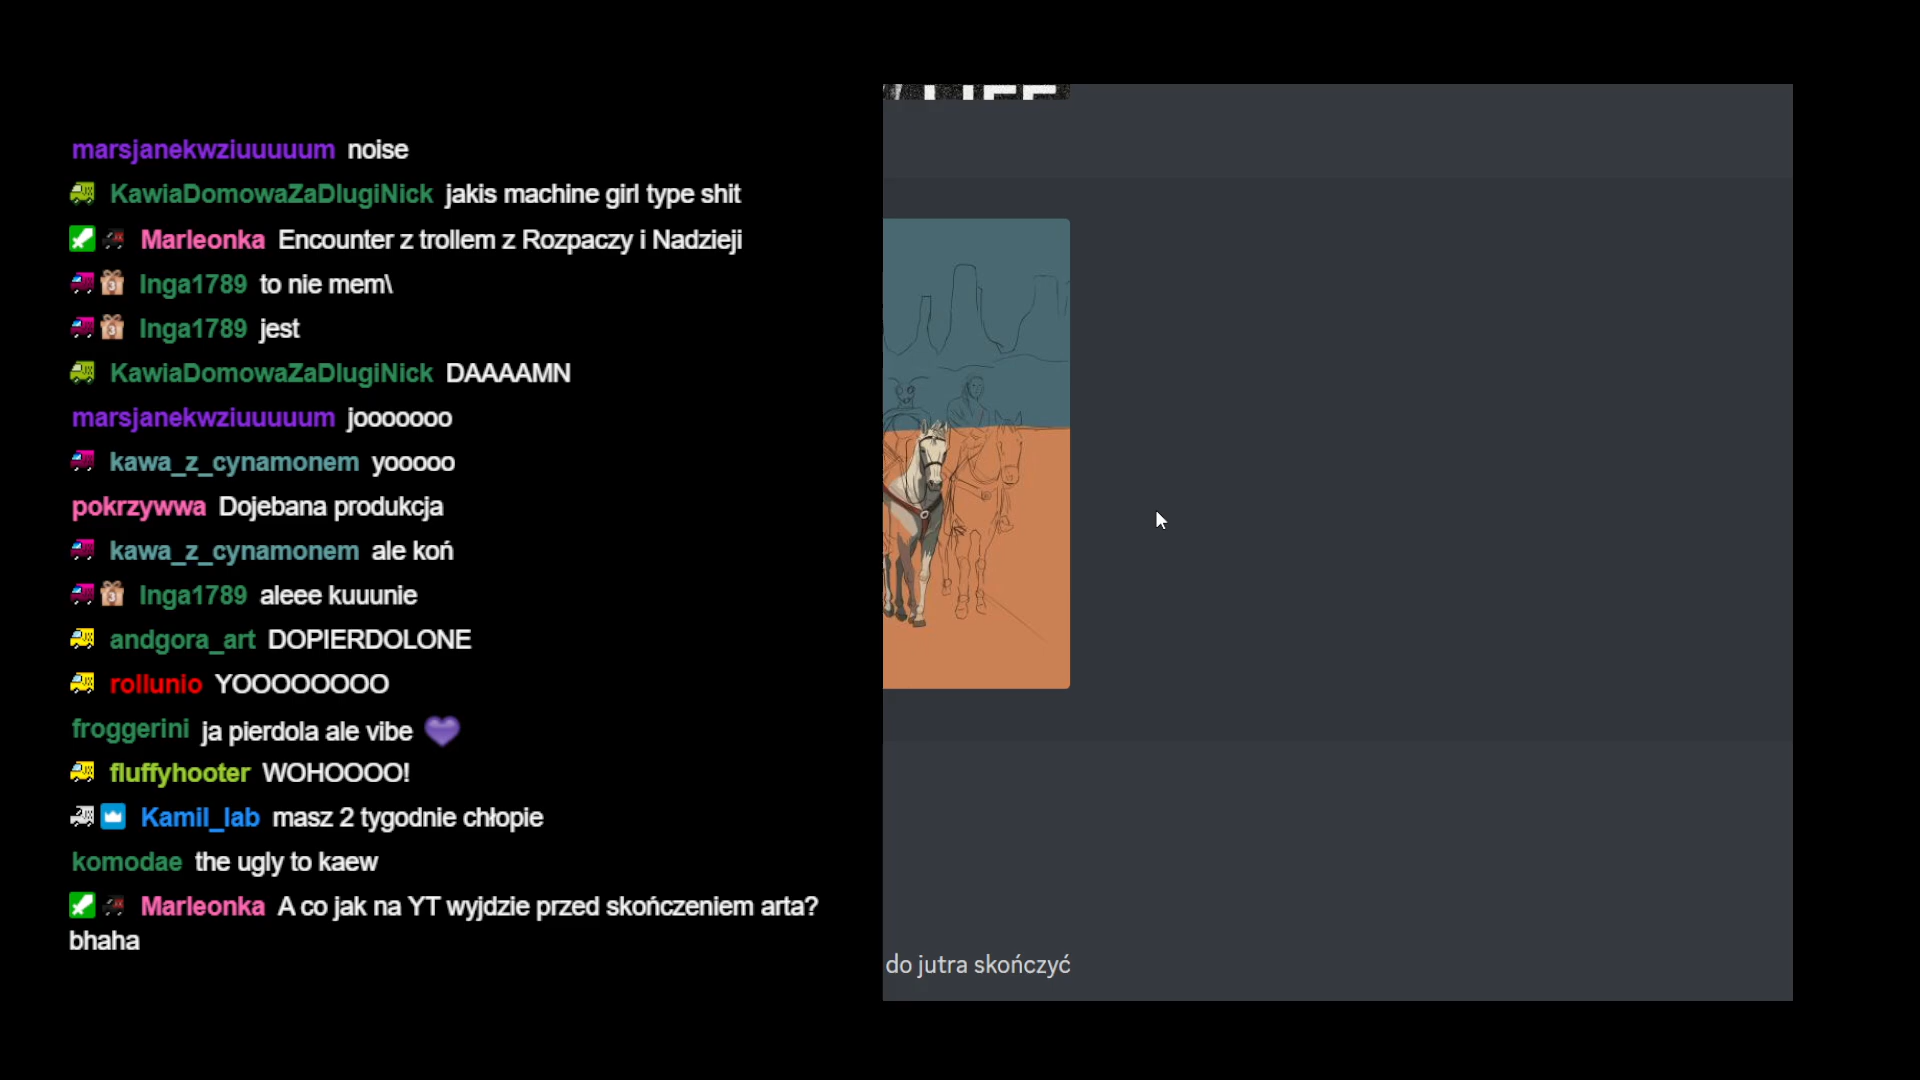 marsjanekwziuuuuum noise
KawiaDomowaZaDlugiNick jakis machine girl type shit
Marleonka Encounter z trollem z Rozpaczy i Nadzieji
Inga1789 to nie mem\
Inga1789 jest
KawiaDomowaZaDlugiNick DAAAAMN
marsjanekwziuuuuum jooooooo
kawa_z_cynamonem yooooo
pokrzywwa Dojebana produkcja
kawa_z_cynamonem ale koń
Inga1789 aleee kuuunie
andgora_art DOPIERDOLONE
rollunio YOOOOOOOO
froggerini ja pierdola ale vibe
fluffyhooter WOHOOOO!
Kamil_lab masz 2 tygodnie chłopie
komodae the ugly to kaew
Marleonka A co jak na YT wyjdzie przed skończeniem arta?
bhaha
do jutra skończyć